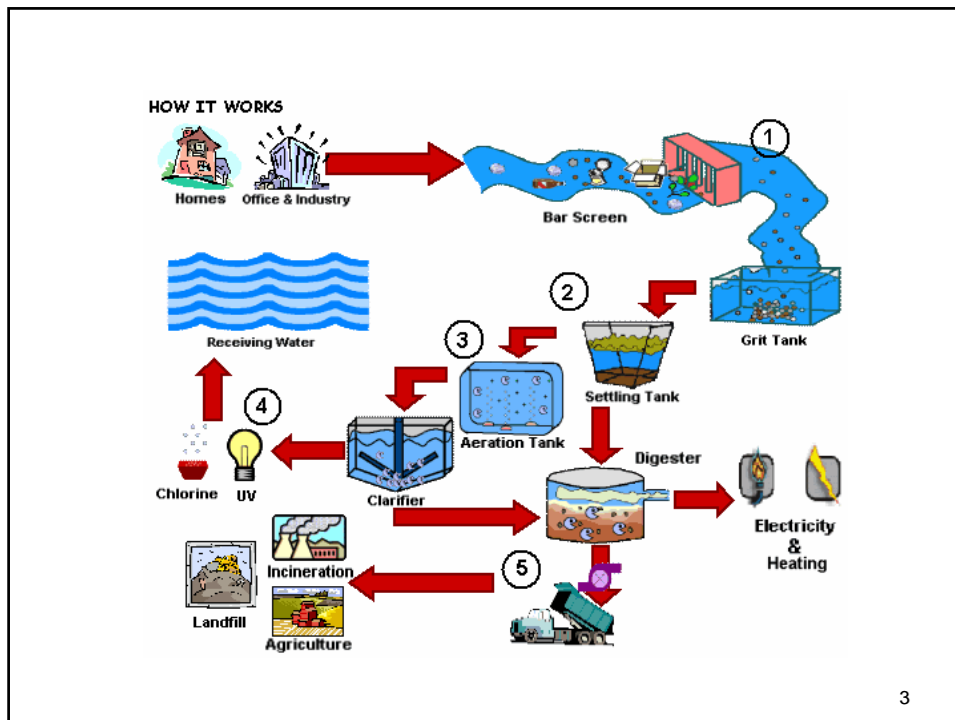 HOW IT WORKS
Homes
Office & Industry
1
Bar Screen
Grit Tank
2
Settling Tank
3
Aeration Tank
Receiving Water
4
Chlorine
UV
Clarifier
Digester
Electricity
&
Heating
5
Incineration
Landfill
Agriculture
3